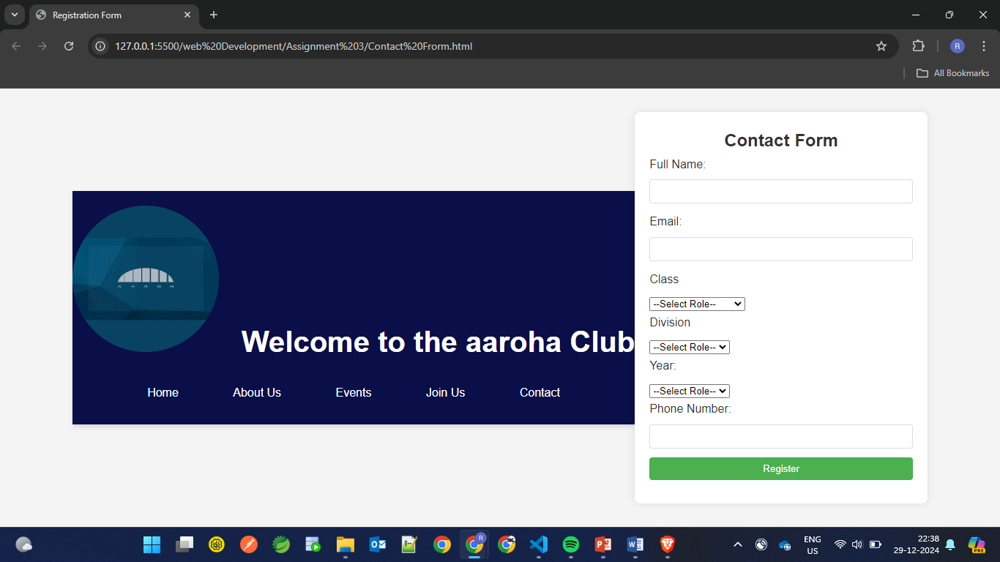 Registration Form
127.0.0.1:5500/web%20Development/Assignment%203/Contact%20Frorm.html
R
All Bookmarks
A A R O H
Welcome to the aaroha Club
Home About Us Events Join Us Contact
Contact Form
Full Name:
Email:
Class
--Select Role--
Division
--Select Role--
Year:
--Select Role--
Phone Number:
Register
R
ENG
US
22:38
29-12-2024
PRE